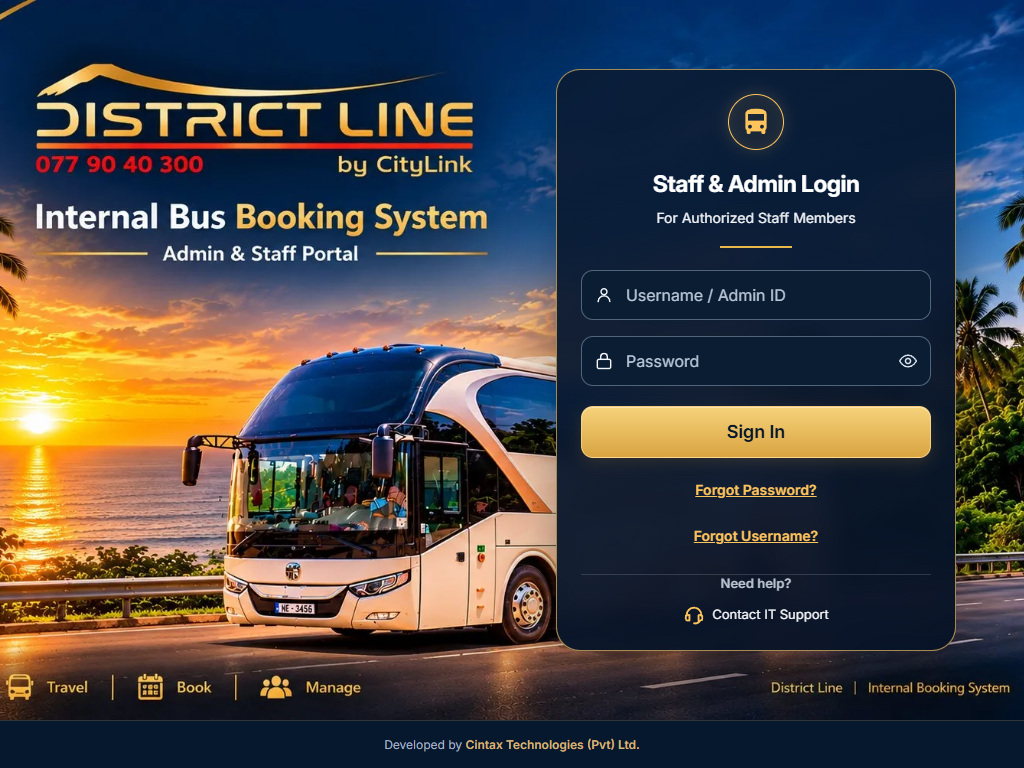 DISTRICT LINE
077 90 40 300 by CityLink
Internal Bus Booking System
Admin & Staff Portal
Staff & Admin Login
For Authorized Staff Members
Username / Admin ID
Password
Sign In
Forgot Password?
Forgot Username?
Need help?
Contact IT Support
NE - 3456
Travel | Book | Manage
District Line | Internal Booking System
Developed by Cintax Technologies (Pvt) Ltd.